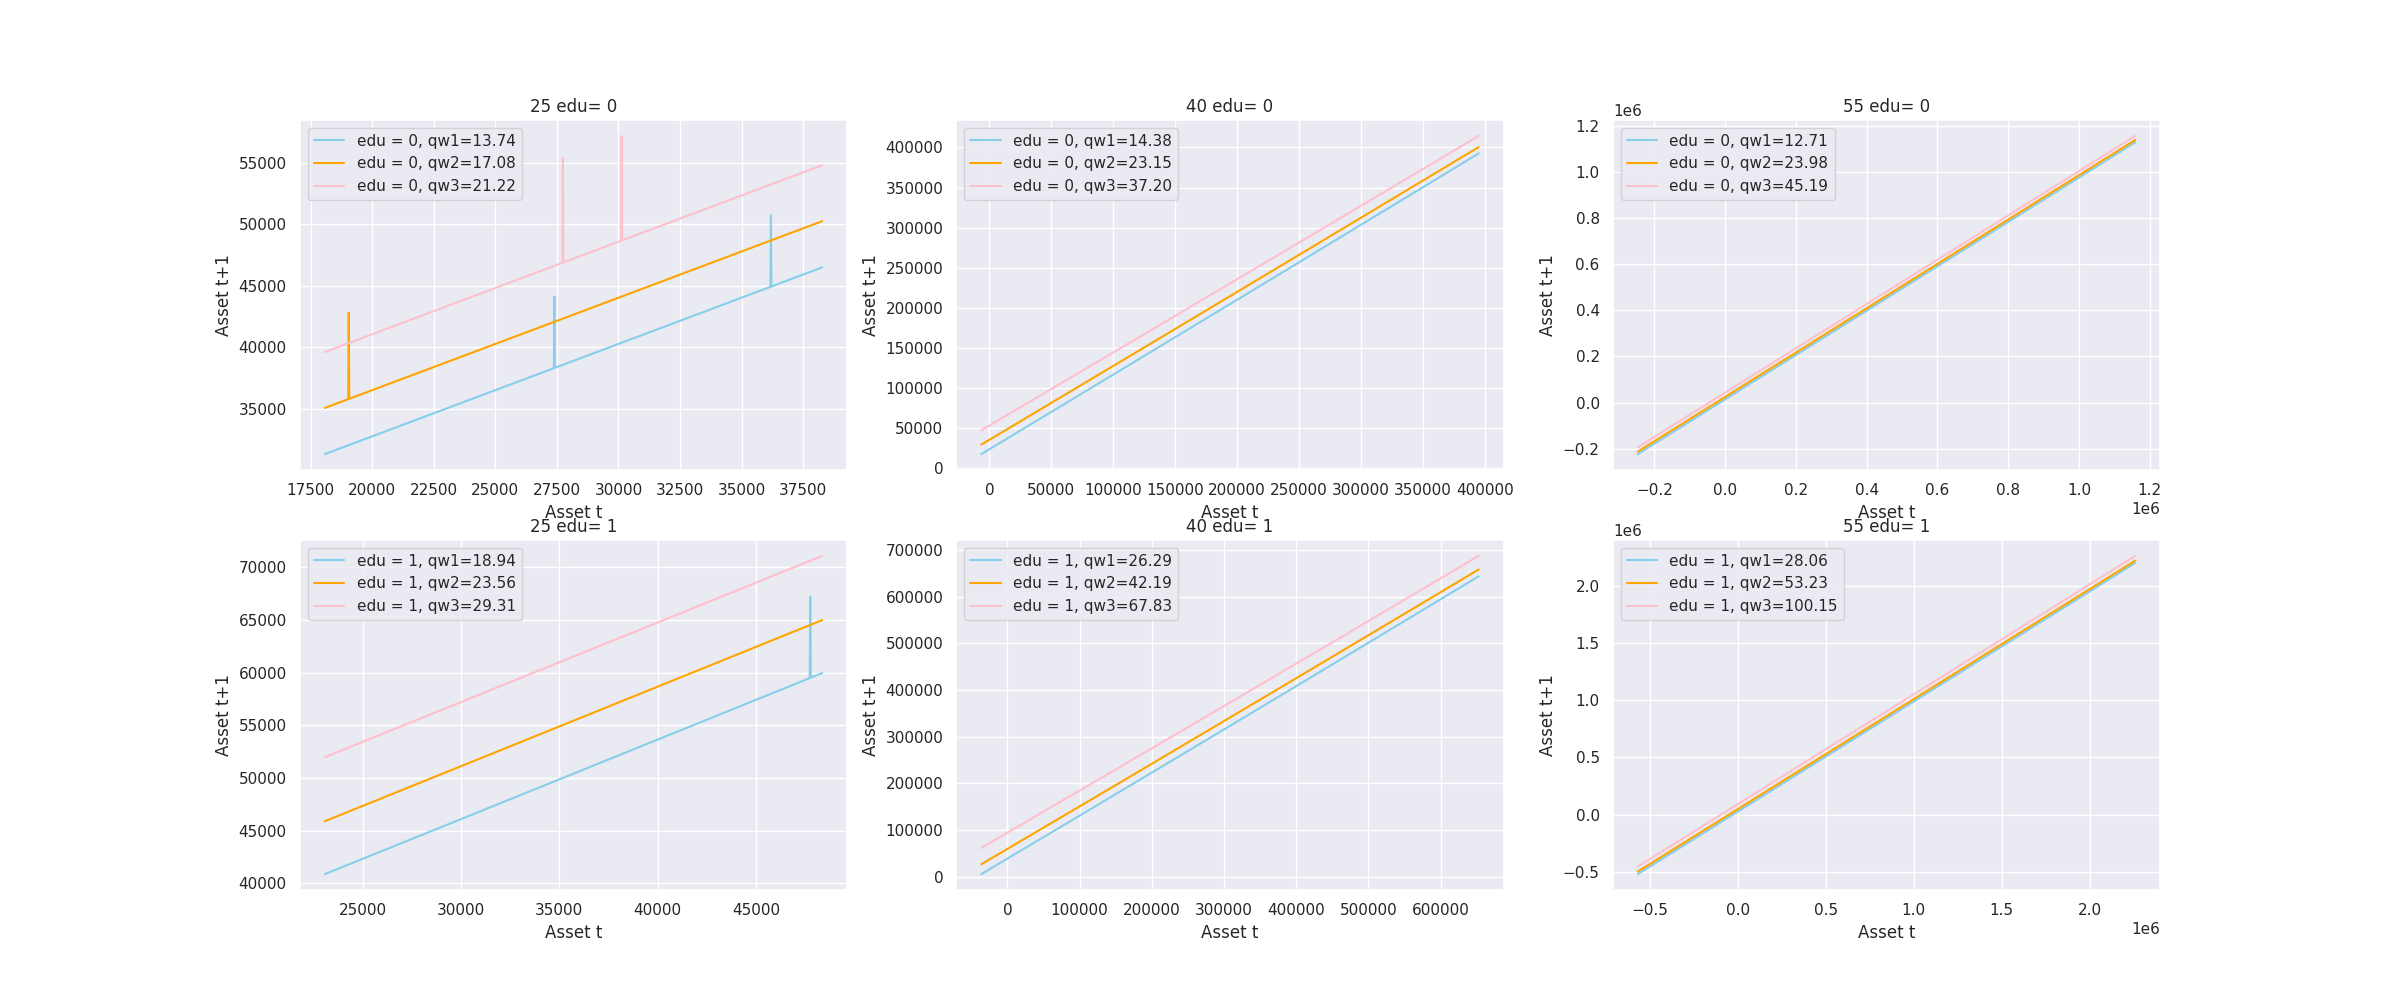 25 edu= 0
edu = 0, qw1=13.74
edu = 0, qw2=17.08
edu = 0, qw3=21.22
Asset t+1
55000
50000
45000
40000
35000
17500 20000 22500 25000 27500 30000 32500 35000 37500
Asset t
40 edu= 0
edu = 0, qw1=14.38
edu = 0, qw2=23.15
edu = 0, qw3=37.20
Asset t+1
400000
350000
300000
250000
200000
150000
100000
50000
0
0 50000 100000 150000 200000 250000 300000 350000 400000
Asset t
55 edu= 0
1e6
edu = 0, qw1=12.71
edu = 0, qw2=23.98
edu = 0, qw3=45.19
Asset t+1
1.2
1.0
0.8
0.6
0.4
0.2
0.0
−0.2
−0.2 0.0 0.2 0.4 0.6 0.8 1.0 1.2
Asset t
1e6
25 edu= 1
edu = 1, qw1=18.94
edu = 1, qw2=23.56
edu = 1, qw3=29.31
Asset t+1
70000
65000
60000
55000
50000
45000
40000
25000 30000 35000 40000 45000
Asset t
40 edu= 1
edu = 1, qw1=26.29
edu = 1, qw2=42.19
edu = 1, qw3=67.83
Asset t+1
700000
600000
500000
400000
300000
200000
100000
0
0 100000 200000 300000 400000 500000 600000
Asset t
55 edu= 1
1e6
edu = 1, qw1=28.06
edu = 1, qw2=53.23
edu = 1, qw3=100.15
Asset t+1
2.0
1.5
1.0
0.5
0.0
−0.5
−0.5 0.0 0.5 1.0 1.5 2.0
Asset t
1e6